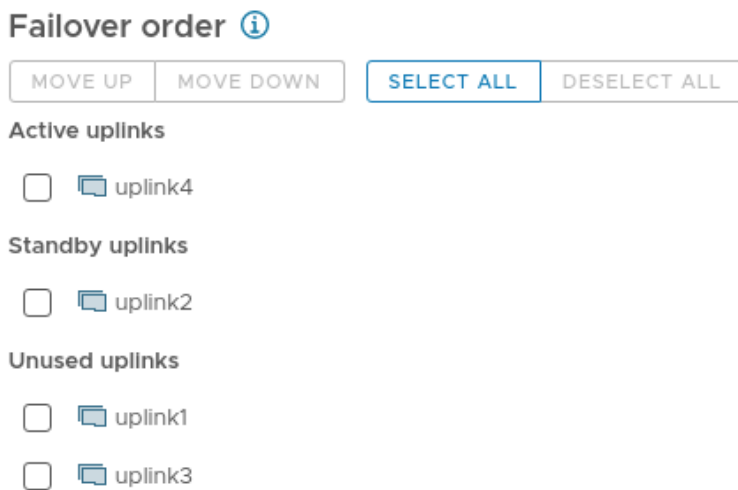 Failover order
MOVE UP MOVE DOWN SELECT ALL DESELECT ALL
Active uplinks
uplink4
Standby uplinks
uplink2
Unused uplinks
uplink1
uplink3